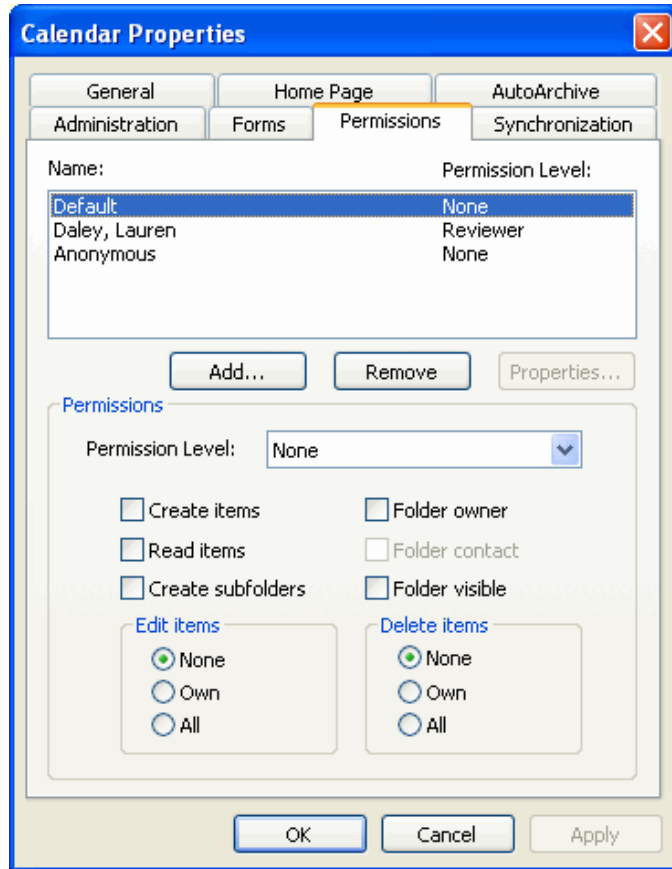 Calendar Properties
General Home Page AutoArchive
Administration Forms Permissions Synchronization
Name: Permission Level:
Default None
Daley, Lauren Reviewer
Anonymous None
Add... Remove Properties...
Permissions
Permission Level: None
Create items Folder owner
Read items Folder contact
Create subfolders Folder visible
Edit items Delete items
None None
Own Own
All All
OK Cancel Apply